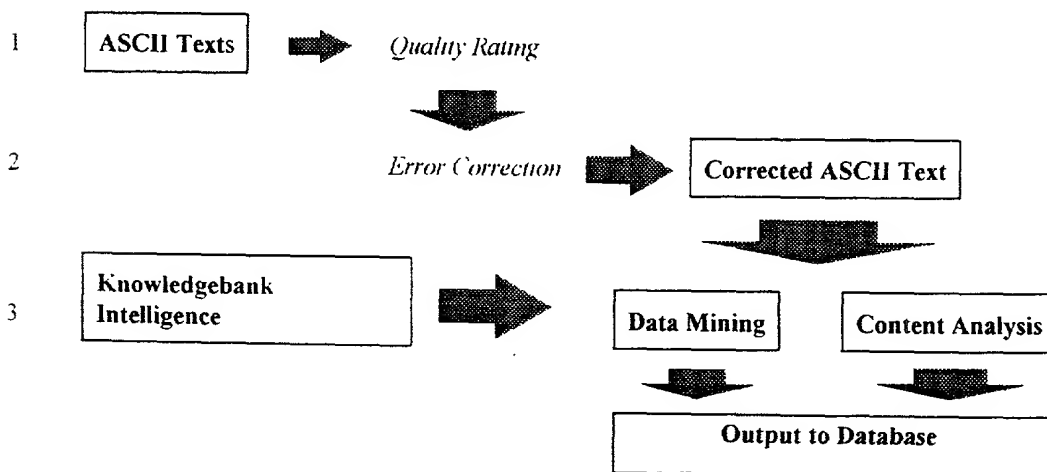 1 ASCII Texts Quality Rating
2 Error Correction Corrected ASCII Text
Knowledgebank
Intelligence
3 Data Mining Content Analysis
Output to Database